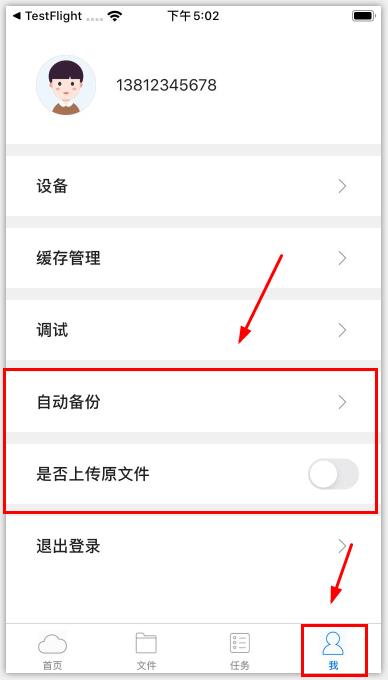 TestFlight 下午5:02
13812345678
设备
缓存管理
调试
自动备份
是否上传原文件
退出登录
首页 文件 任务 我